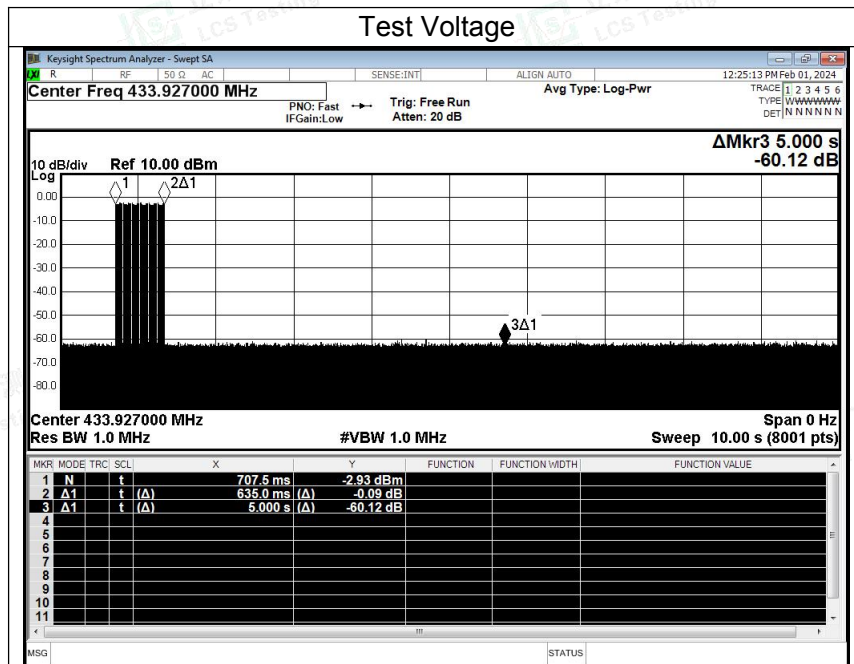 Test Voltage
Keysight Spectrum Analyzer - Swept SA
LXI R RF 50 Ω AC SENSE:INT ALIGN AUTO 12:25:13 PM Feb 01, 2024
Center Freq 433.927000 MHz Avg Type: Log-Pwr TRACE 1 2 3 4 5 6
PNO: Fast Trig: Free Run TYPE WWWWWW
IFGain:Low Atten: 20 dB DET N N N N N N
ΔMkr3 5.000 s
10 dB/div Ref 10.00 dBm -60.12 dB
Log
1 2Δ1
0.00
-10.0
-20.0
-30.0
-40.0
-50.0
3Δ1
-60.0
-70.0
-80.0
Center 433.927000 MHz Span 0 Hz
Res BW 1.0 MHz #VBW 1.0 MHz Sweep 10.00 s (8001 pts)
MKR MODE TRC SCL X Y FUNCTION FUNCTION WIDTH FUNCTION VALUE
1 N t 707.5 ms -2.93 dBm
2 Δ1 t (Δ) 635.0 ms (Δ) -0.09 dB
3 Δ1 t (Δ) 5.000 s (Δ) -60.12 dB
4
5
6
7
8
9
10
11
MSG STATUS